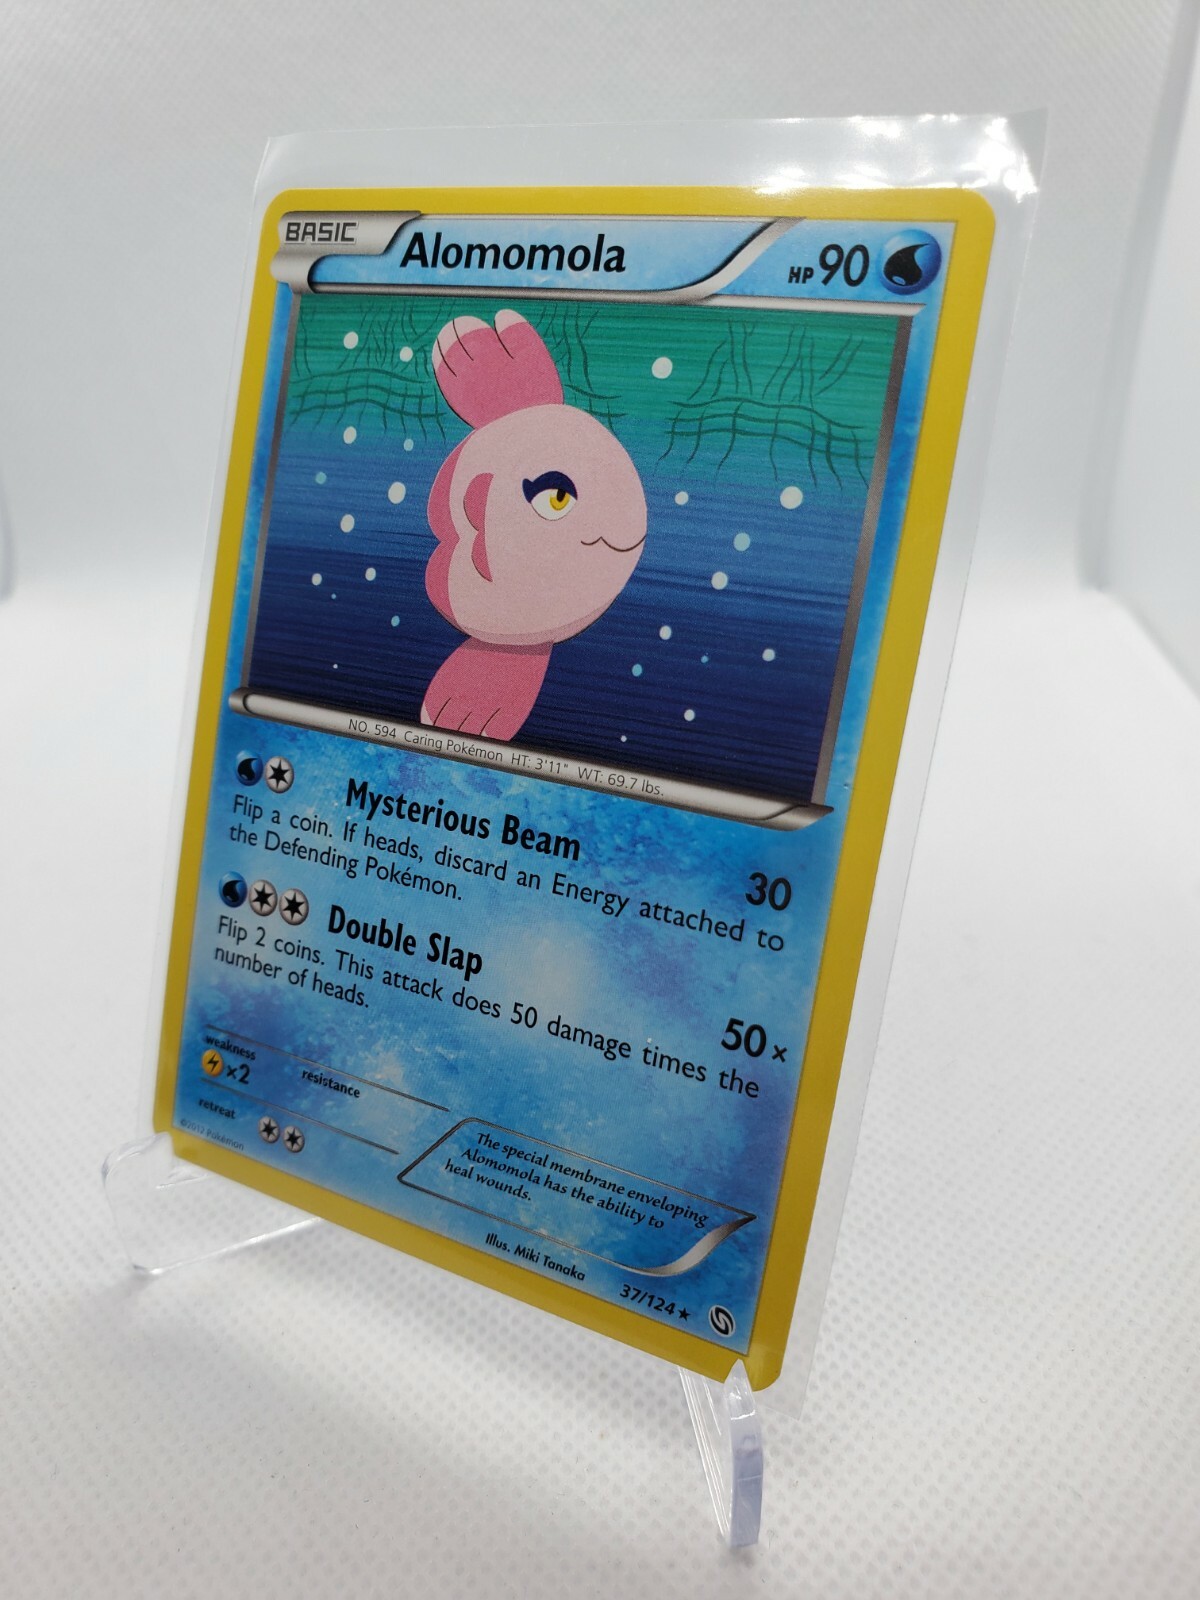 BASIC Alomomola HP 90
NO. 594 Caring Pokémon HT: 3'11" WT: 69.7 lbs.
Mysterious Beam 30
Flip a coin. If heads, discard an Energy attached to
the Defending Pokémon.
Double Slap 50×
Flip 2 coins. This attack does 50 damage times the
number of heads.
weakness resistance
×2
retreat
The special membrane enveloping
Alomomola has the ability to
heal wounds.
©2012 Pokémon
Illus. Miki Tanaka 37/124 ★